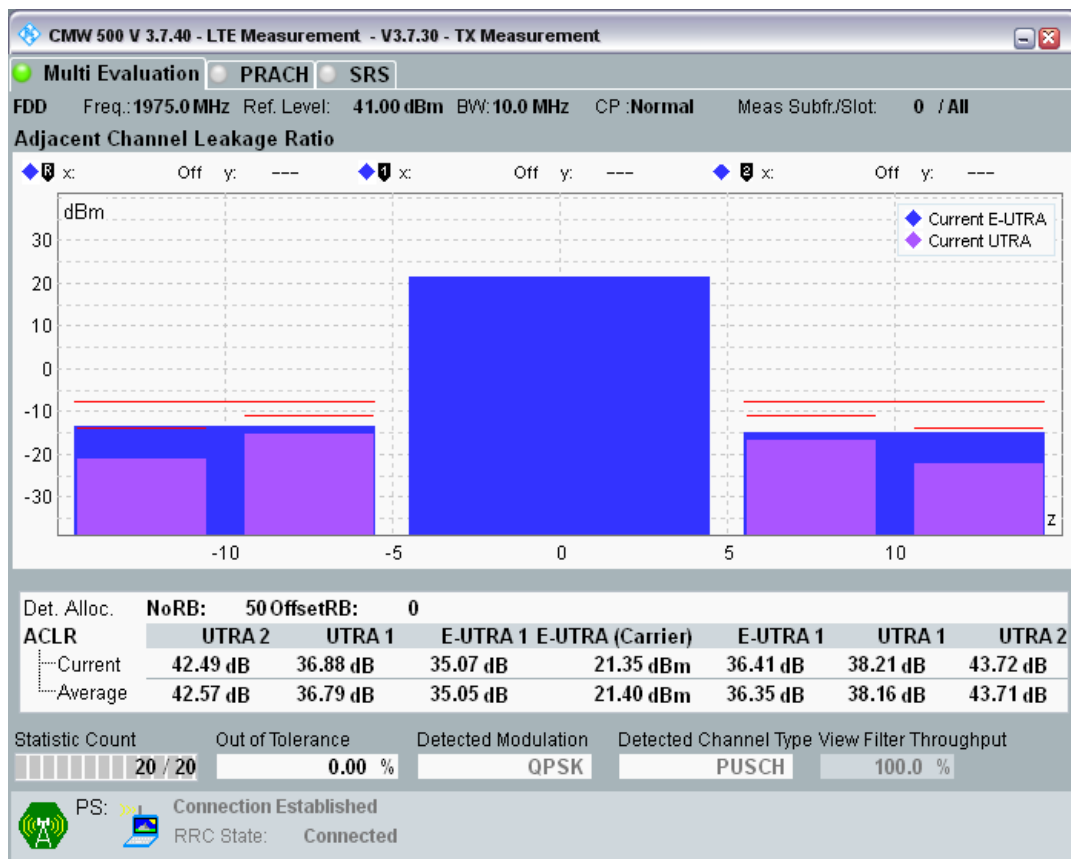 CMW 500 V 3.7.40 - LTE Measurement - V3.7.30 - TX Measurement
Multi Evaluation PRACH SRS
FDD Freq.:1975.0 MHz Ref. Level: 41.00 dBm BW:10.0 MHz CP :Normal Meas Subfr./Slot: 0 / All
Adjacent Channel Leakage Ratio
R x: Off y: --- 1 x: Off y: --- 2 x: Off y: ---
dBm
Current E-UTRA
Current UTRA
30
20
10
0
-10
-20
-30
z
-10 -5 0 5 10
Det. Alloc. NoRB: 50 OffsetRB: 0
ACLR UTRA 2 UTRA 1 E-UTRA 1 E-UTRA (Carrier) E-UTRA 1 UTRA 1 UTRA 2
Current 42.49 dB 36.88 dB 35.07 dB 21.35 dBm 36.41 dB 38.21 dB 43.72 dB
Average 42.57 dB 36.79 dB 35.05 dB 21.40 dBm 36.35 dB 38.16 dB 43.71 dB
Statistic Count Out of Tolerance Detected Modulation Detected Channel Type View Filter Throughput
20 / 20 0.00 % QPSK PUSCH 100.0 %
PS: Connection Established
RRC State: Connected